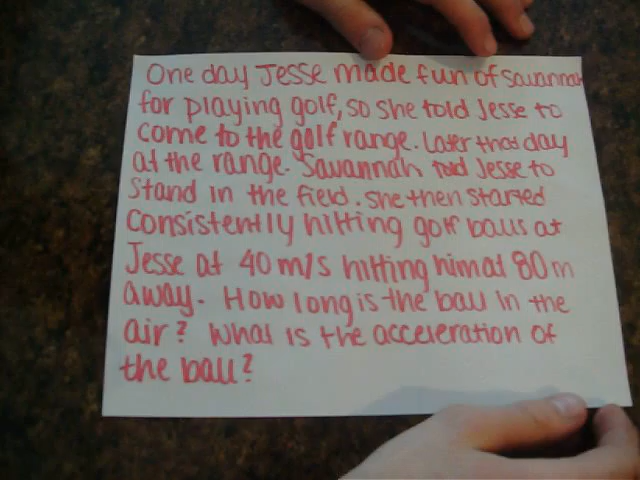 One day Jesse made fun of Savannah
for playing golf, so she told Jesse to
come to the golf range. Later that day
at the range. Savannah told Jesse to
stand in the field. She then started
consistently hitting golf balls at
Jesse at 40 m/s hitting him at 80 m
away. How long is the ball in the
air? What is the acceleration of
the ball?